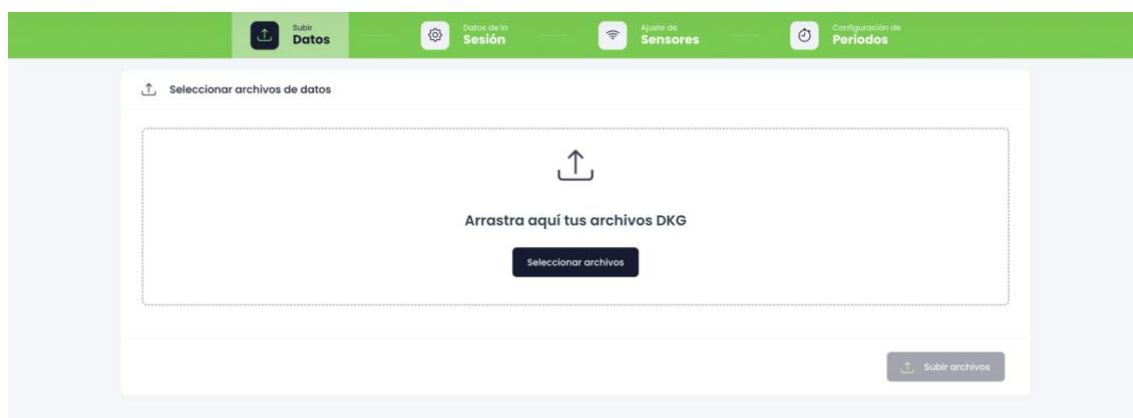 Subir
Datos
Datos de la
Sesión
Ajuste de
Sensores
Configuración de
Periodos
Seleccionar archivos de datos
Arrastra aquí tus archivos DKG
Seleccionar archivos
Subir archivos